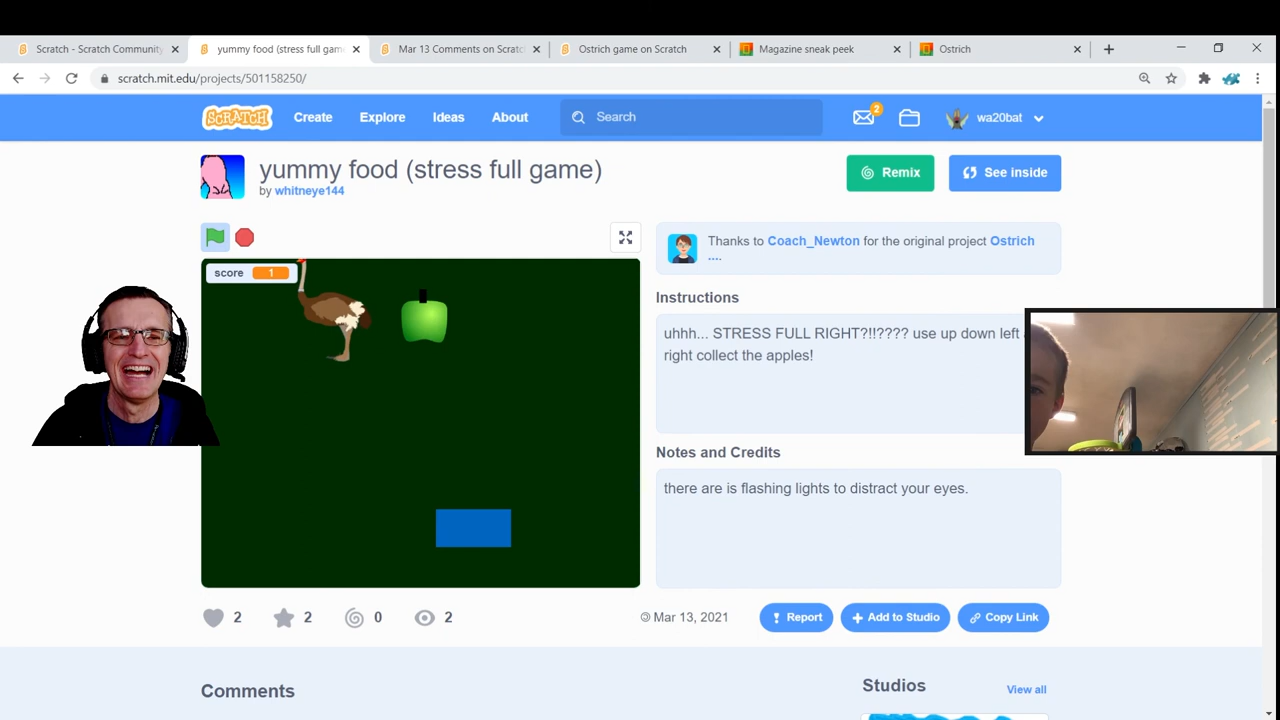 Scratch - Scratch Community
yummy food (stress full game
Mar 13 Comments on Scratc
Ostrich game on Scratch
Magazine sneak peek
Ostrich
scratch.mit.edu/projects/501158250/
SCRATCH
Create
Explore
Ideas
About
Search
2
wa20bat
yummy food (stress full game)
by whitneye144
Remix
See inside
score 1
Thanks to Coach_Newton for the original project Ostrich
....
Instructions
uhhh... STRESS FULL RIGHT?!!???? use up down left
right collect the apples!
Notes and Credits
there are is flashing lights to distract your eyes.
2
2
0
2
Mar 13, 2021
Report
Add to Studio
Copy Link
Comments
Studios
View all